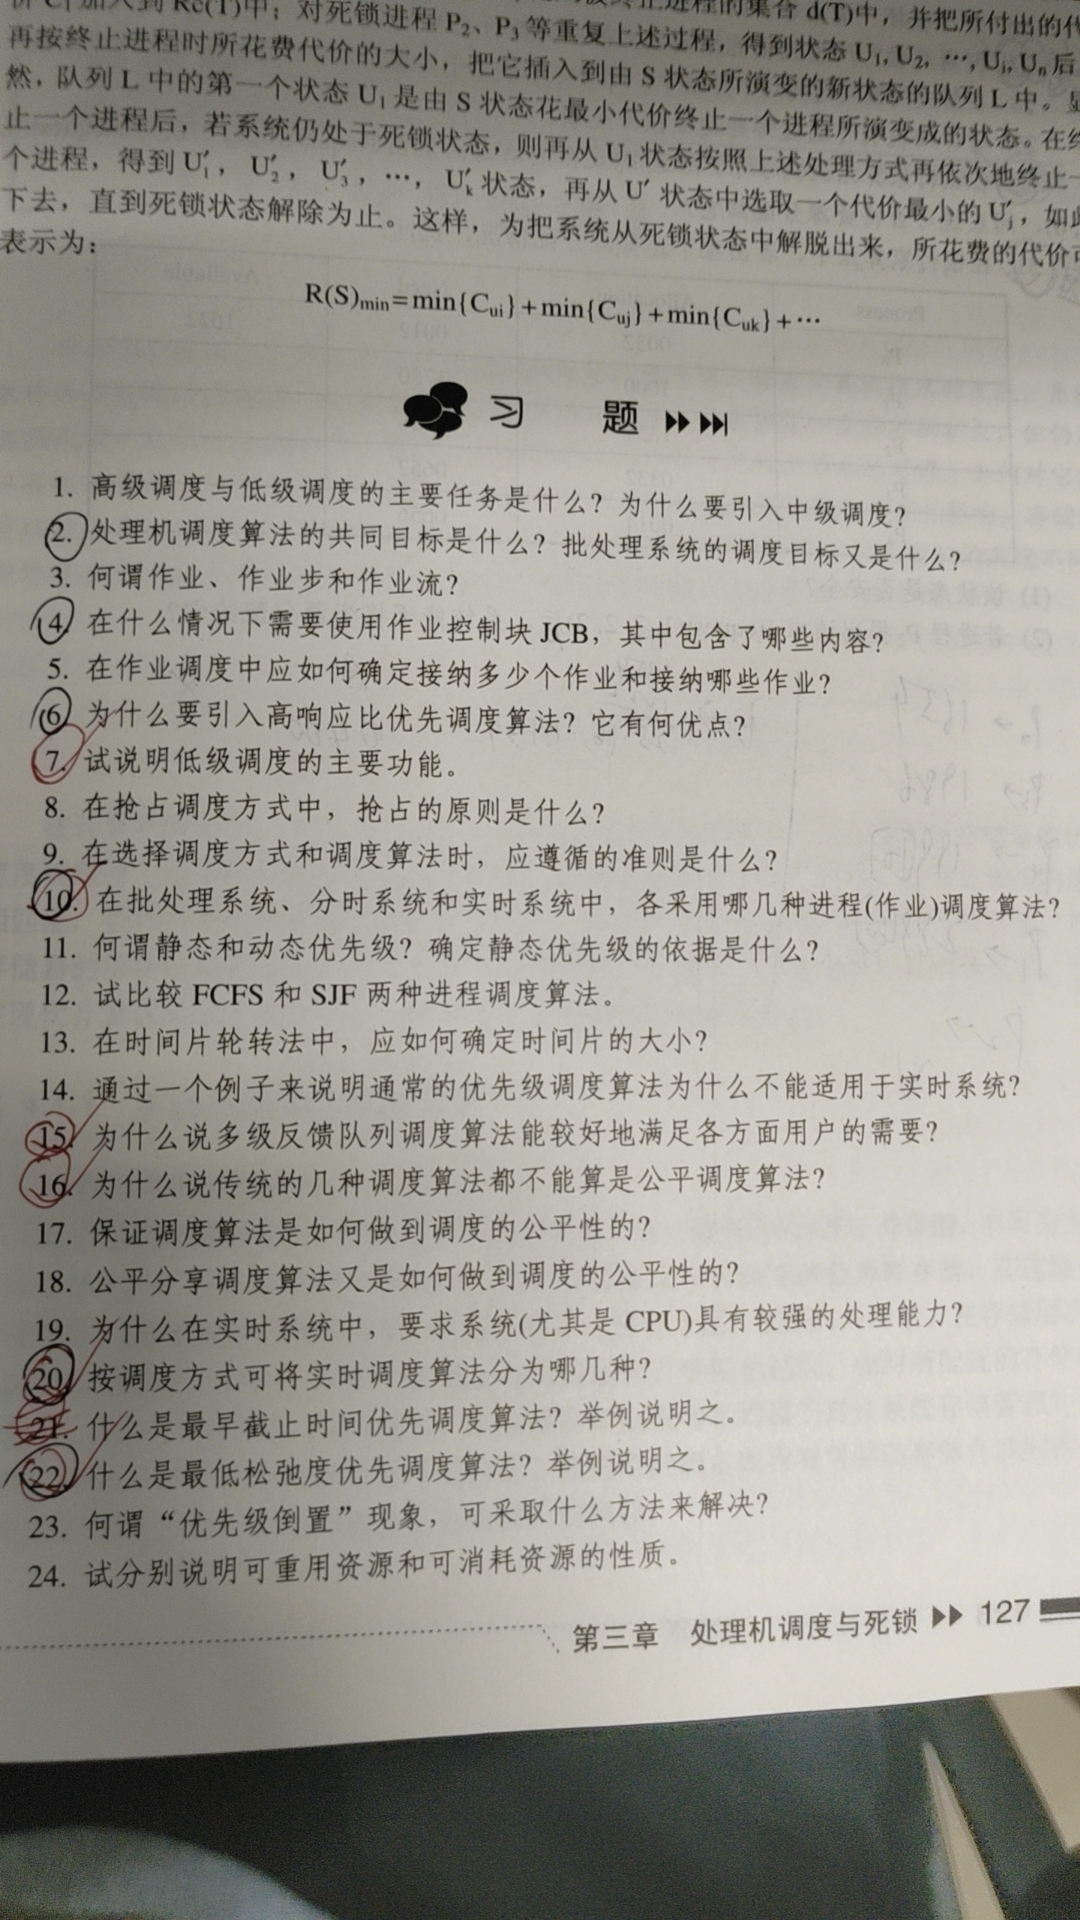 价 C1 加入到 Rc(T)中；对死锁进程 P₂、P₃ 等重复上述过程，得到状态 U₁, U₂, …, Uᵢ, Uₙ 后
再按终止进程时所花费代价的大小，把它插入到由 S 状态所演变的新状态的队列 L 中。显
然，队列 L 中的第一个状态 U₁ 是由 S 状态花最小代价终止一个进程所演变成的状态。在终
止一个进程后，若系统仍处于死锁状态，则再从 U₁ 状态按照上述处理方式再依次地终止一
个进程，得到 U₁′，U₂′，U₃′，…，Uₖ′ 状态，再从 U′ 状态中选取一个代价最小的 Uⱼ′，如此
下去，直到死锁状态解除为止。这样，为把系统从死锁状态中解脱出来，所花费的代价可
表示为：
R(S)min=min{Cui}+min{Cuj}+min{Cuk}+…
习 题
1. 高级调度与低级调度的主要任务是什么？为什么要引入中级调度？
2. 处理机调度算法的共同目标是什么？批处理系统的调度目标又是什么？
3. 何谓作业、作业步和作业流？
4. 在什么情况下需要使用作业控制块 JCB，其中包含了哪些内容？
5. 在作业调度中应如何确定接纳多少个作业和接纳哪些作业？
6. 为什么要引入高响应比优先调度算法？它有何优点？
7. 试说明低级调度的主要功能。
8. 在抢占调度方式中，抢占的原则是什么？
9. 在选择调度方式和调度算法时，应遵循的准则是什么？
10. 在批处理系统、分时系统和实时系统中，各采用哪几种进程(作业)调度算法？
11. 何谓静态和动态优先级？确定静态优先级的依据是什么？
12. 试比较 FCFS 和 SJF 两种进程调度算法。
13. 在时间片轮转法中，应如何确定时间片的大小？
14. 通过一个例子来说明通常的优先级调度算法为什么不能适用于实时系统？
15. 为什么说多级反馈队列调度算法能较好地满足各方面用户的需要？
16. 为什么说传统的几种调度算法都不能算是公平调度算法？
17. 保证调度算法是如何做到调度的公平性的？
18. 公平分享调度算法又是如何做到调度的公平性的？
19. 为什么在实时系统中，要求系统(尤其是 CPU)具有较强的处理能力？
20. 按调度方式可将实时调度算法分为哪几种？
21. 什么是最早截止时间优先调度算法？举例说明之。
22. 什么是最低松弛度优先调度算法？举例说明之。
23. 何谓“优先级倒置”现象，可采取什么方法来解决？
24. 试分别说明可重用资源和可消耗资源的性质。
第三章 处理机调度与死锁 127